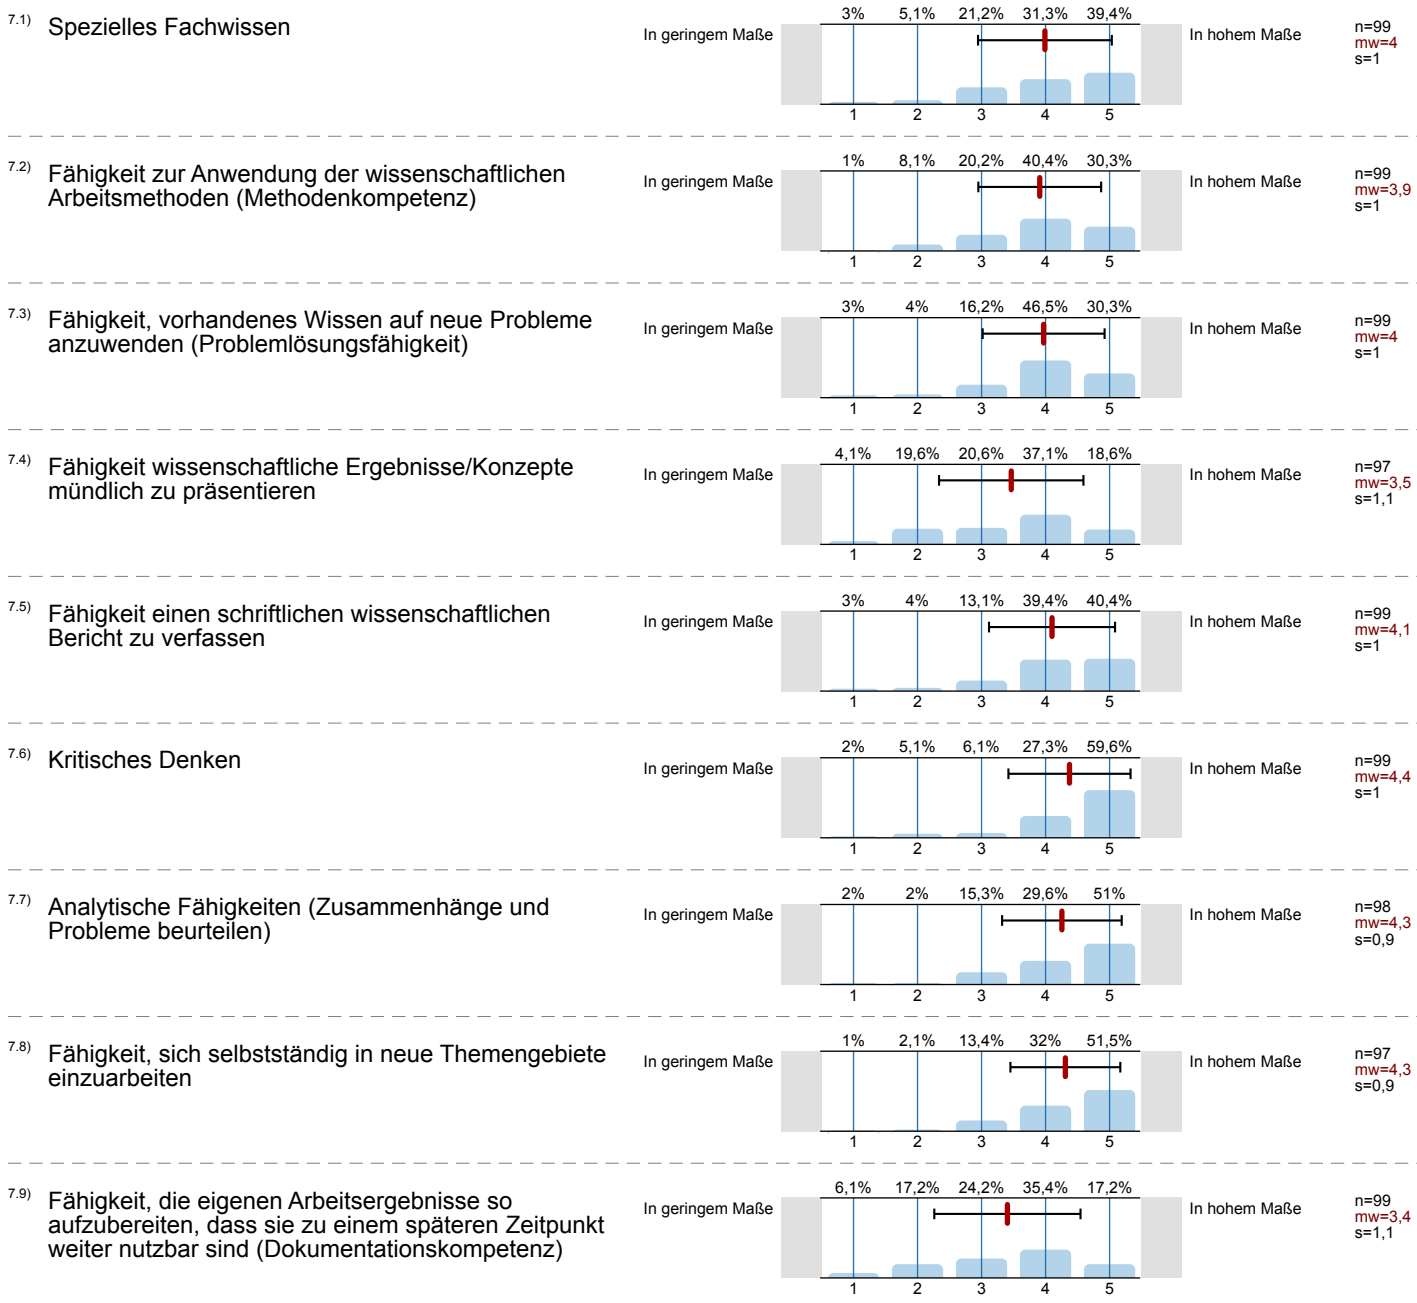 7.1) Spezielles Fachwissen
In geringem Maße
3% 5,1% 21,2% 31,3% 39,4%
1 2 3 4 5
In hohem Maße
n=99
mw=4
s=1
7.2) Fähigkeit zur Anwendung der wissenschaftlichen
Arbeitsmethoden (Methodenkompetenz)
In geringem Maße
1% 8,1% 20,2% 40,4% 30,3%
1 2 3 4 5
In hohem Maße
n=99
mw=3,9
s=1
7.3) Fähigkeit, vorhandenes Wissen auf neue Probleme
anzuwenden (Problemlösungsfähigkeit)
In geringem Maße
3% 4% 16,2% 46,5% 30,3%
1 2 3 4 5
In hohem Maße
n=99
mw=4
s=1
7.4) Fähigkeit wissenschaftliche Ergebnisse/Konzepte
mündlich zu präsentieren
In geringem Maße
4,1% 19,6% 20,6% 37,1% 18,6%
1 2 3 4 5
In hohem Maße
n=97
mw=3,5
s=1,1
7.5) Fähigkeit einen schriftlichen wissenschaftlichen
Bericht zu verfassen
In geringem Maße
3% 4% 13,1% 39,4% 40,4%
1 2 3 4 5
In hohem Maße
n=99
mw=4,1
s=1
7.6) Kritisches Denken
In geringem Maße
2% 5,1% 6,1% 27,3% 59,6%
1 2 3 4 5
In hohem Maße
n=99
mw=4,4
s=1
7.7) Analytische Fähigkeiten (Zusammenhänge und
Probleme beurteilen)
In geringem Maße
2% 2% 15,3% 29,6% 51%
1 2 3 4 5
In hohem Maße
n=98
mw=4,3
s=0,9
7.8) Fähigkeit, sich selbstständig in neue Themengebiete
einzuarbeiten
In geringem Maße
1% 2,1% 13,4% 32% 51,5%
1 2 3 4 5
In hohem Maße
n=97
mw=4,3
s=0,9
7.9) Fähigkeit, die eigenen Arbeitsergebnisse so
aufzubereiten, dass sie zu einem späteren Zeitpunkt
weiter nutzbar sind (Dokumentationskompetenz)
In geringem Maße
6,1% 17,2% 24,2% 35,4% 17,2%
1 2 3 4 5
In hohem Maße
n=99
mw=3,4
s=1,1